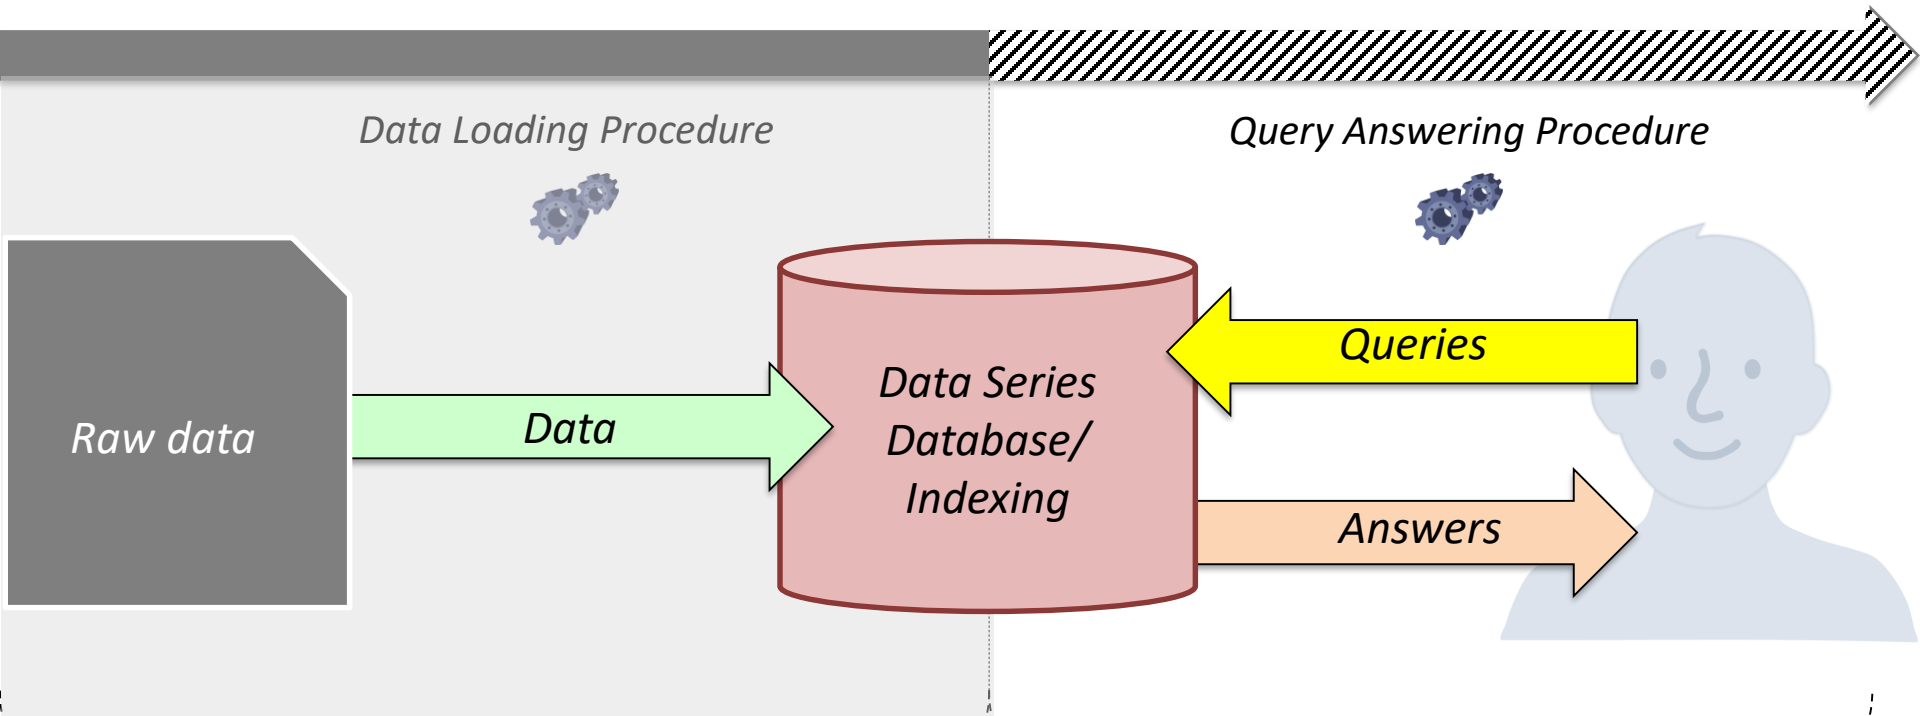 Data Loading Procedure
Query Answering Procedure
Raw data
Data
Data Series
Database/
Indexing
Queries
Answers